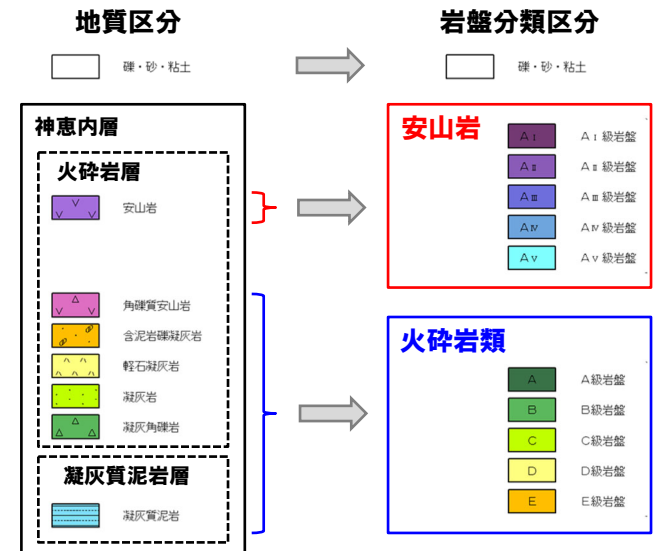 地質区分
岩盤分類区分
礫・砂・粘土
礫・砂・粘土
神恵内層
火砕岩層
安山岩
角礫質安山岩
含泥岩礫凝灰岩
軽石凝灰岩
凝灰岩
凝灰角礫岩
凝灰質泥岩層
凝灰質泥岩
安山岩
AⅠ AⅠ級岩盤
AⅡ AⅡ級岩盤
AⅢ AⅢ級岩盤
AⅣ AⅣ級岩盤
AⅤ AⅤ級岩盤
火砕岩類
A A級岩盤
B B級岩盤
C C級岩盤
D D級岩盤
E E級岩盤